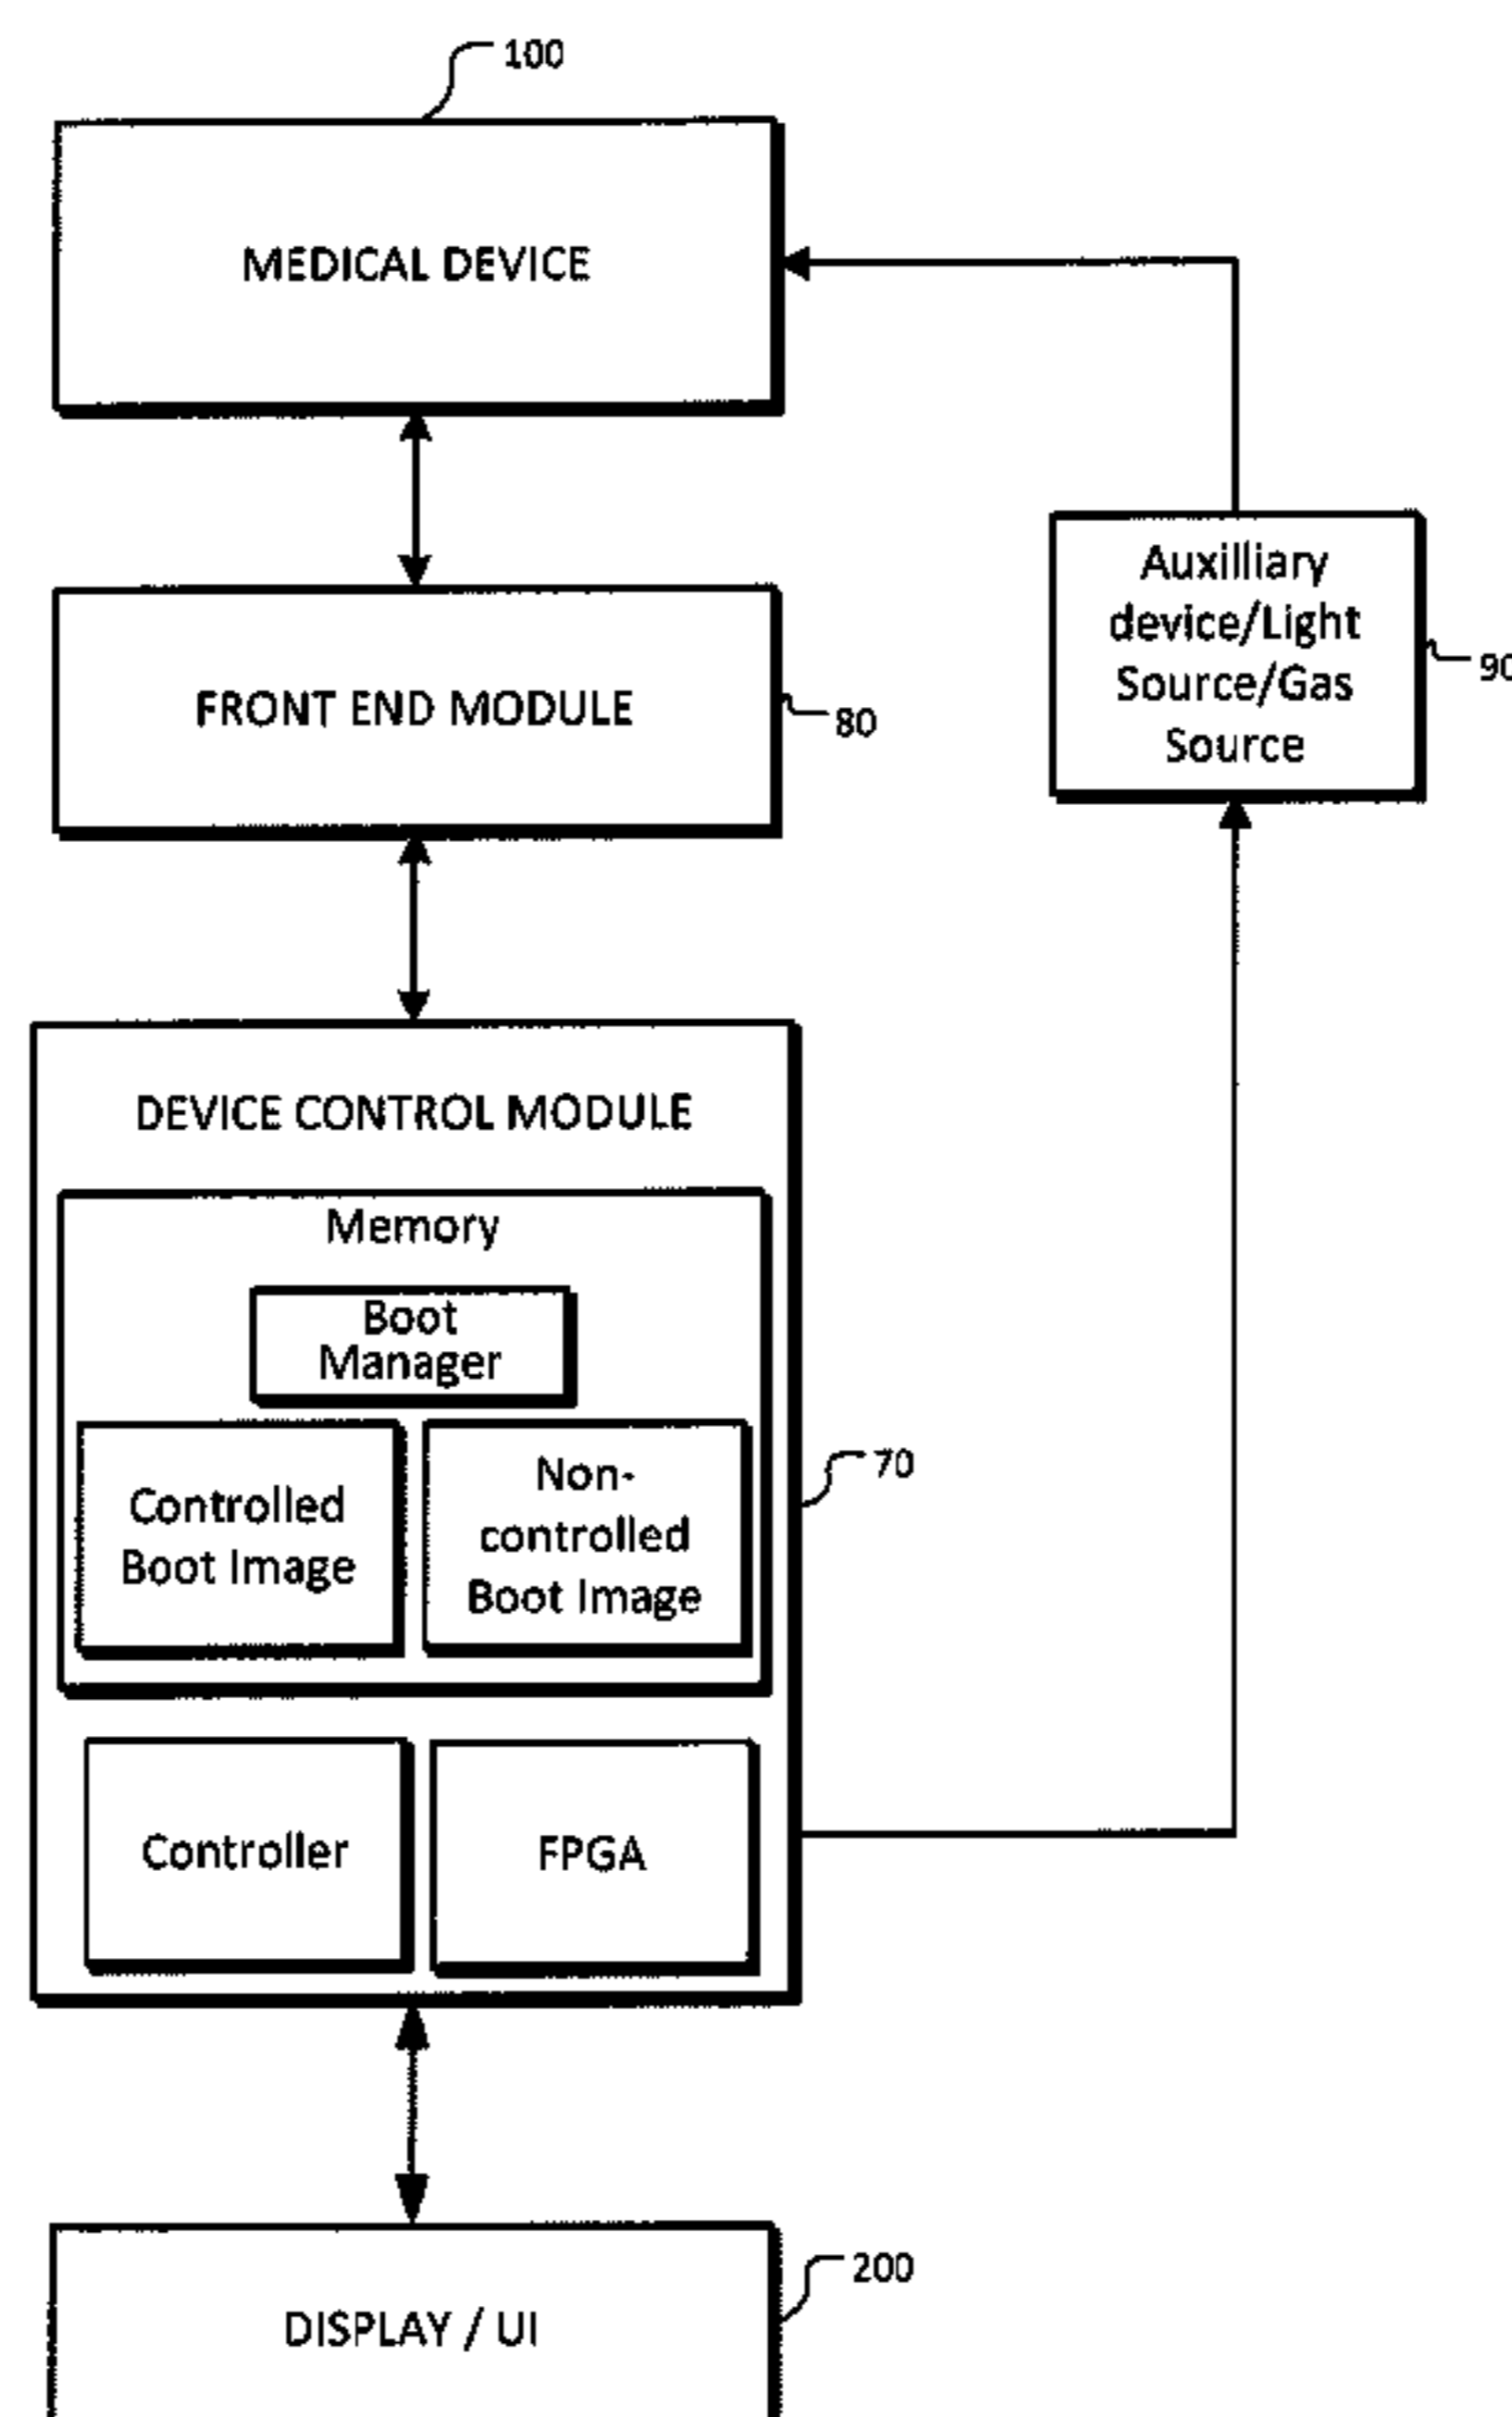 100
MEDICAL DEVICE
Auxilliary
device/Light
Source/Gas
Source
90
FRONT END MODULE
80
DEVICE CONTROL MODULE
Memory
Boot
Manager
Controlled
Boot Image
Non-
controlled
Boot Image
70
Controller
FPGA
200
DISPLAY / UI